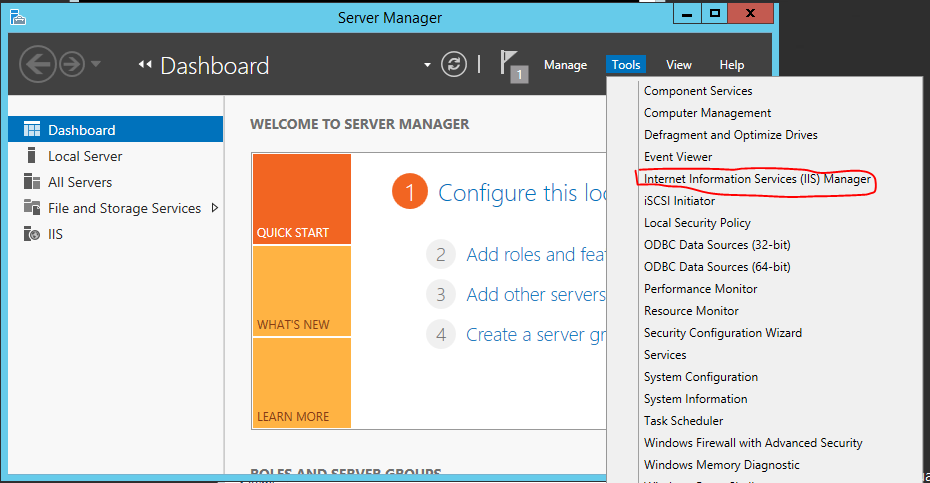 Server Manager
Dashboard
1
Manage
Tools
View
Help
Dashboard
Local Server
All Servers
File and Storage Services
IIS
WELCOME TO SERVER MANAGER
QUICK START
WHAT'S NEW
LEARN MORE
1 Configure this loc
2 Add roles and feat
3 Add other servers
4 Create a server gr
ROLES AND SERVER GROUPS
Component Services
Computer Management
Defragment and Optimize Drives
Event Viewer
Internet Information Services (IIS) Manager
iSCSI Initiator
Local Security Policy
ODBC Data Sources (32-bit)
ODBC Data Sources (64-bit)
Performance Monitor
Resource Monitor
Security Configuration Wizard
Services
System Configuration
System Information
Task Scheduler
Windows Firewall with Advanced Security
Windows Memory Diagnostic